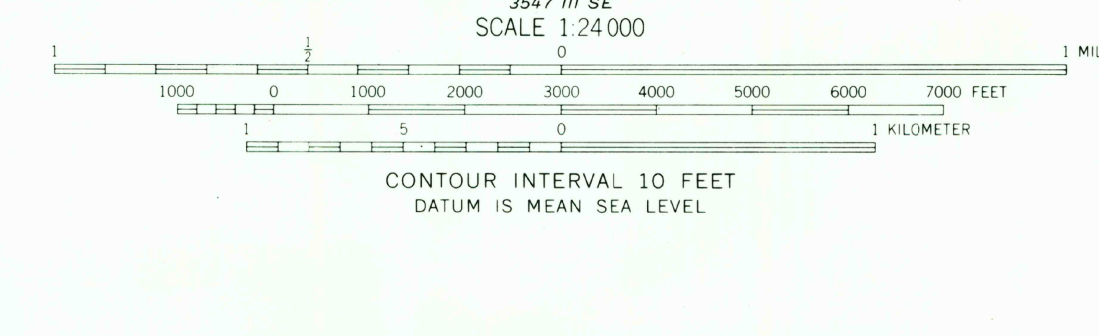 3547 III SE
SCALE 1:24 000
1 1/2 0 1 MIL
1000 0 1000 2000 3000 4000 5000 6000 7000 FEET
1 5 0 1 KILOMETER
CONTOUR INTERVAL 10 FEET
DATUM IS MEAN SEA LEVEL